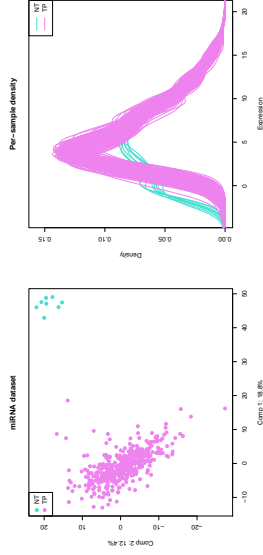 miRNA dataset
NT
TP
20
10
0
−10
−20
Comp 2: 12.4%
−10
0
10
20
30
40
50
Comp 1: 18.8%
Per−sample density
NT
TP
0.15
0.10
0.05
0.00
Density
0
5
10
15
20
Expression